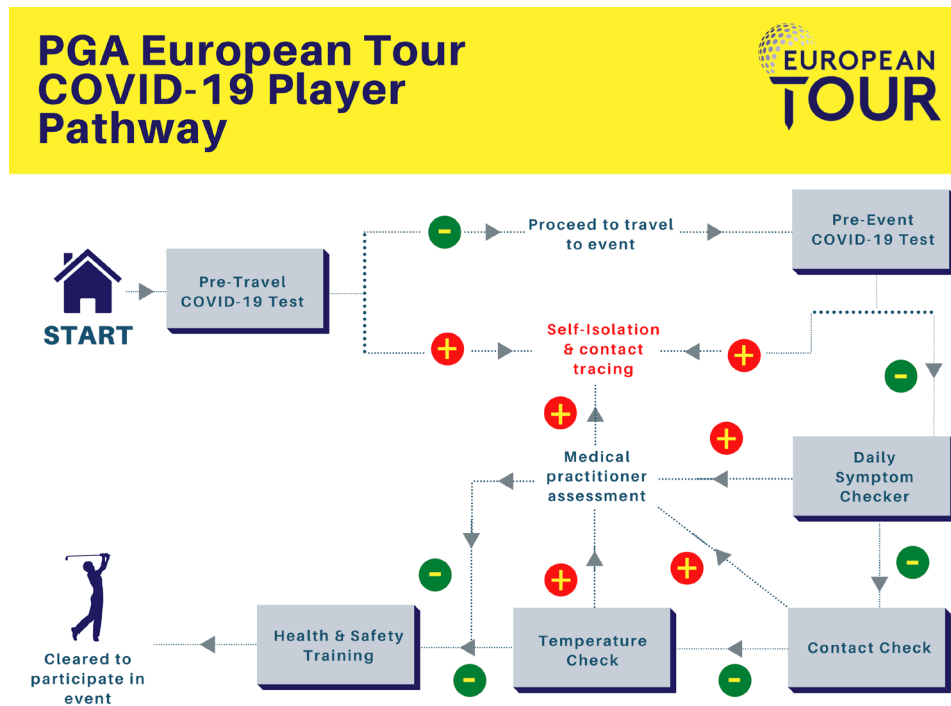 PGA European Tour
COVID-19 Player
Pathway
EUROPEAN
TOUR
START
Pre-Travel
COVID-19 Test
-
Proceed to travel
to event
Pre-Event
COVID-19 Test
+
Self-Isolation
& contact
tracing
+
-
+
+
Medical
practitioner
assessment
Daily
Symptom
Checker
-
-
+
+
Cleared to
participate in
event
Health & Safety
Training
-
Temperature
Check
-
Contact Check